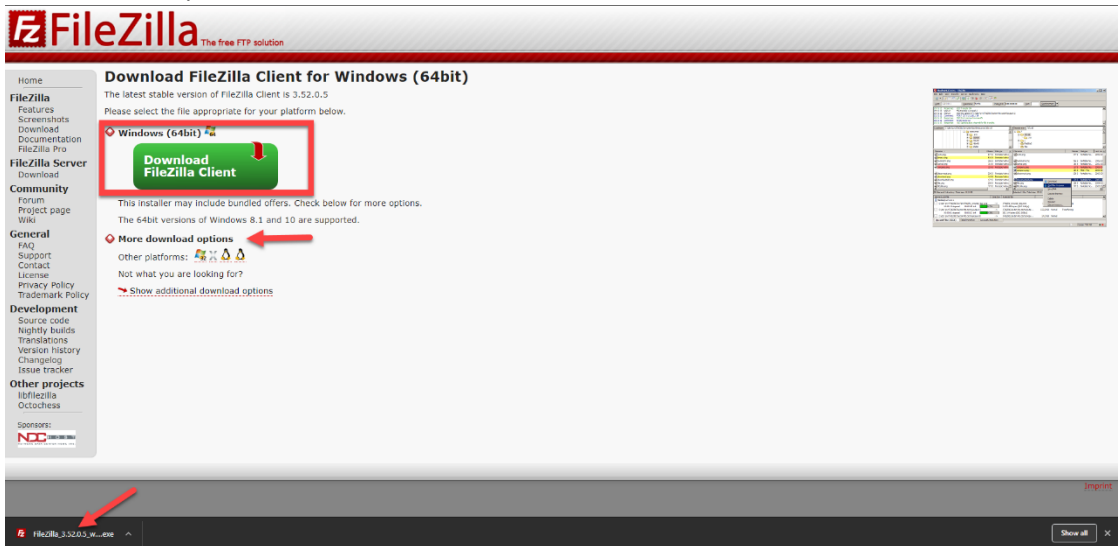 FileZilla The free FTP solution
Home
FileZilla
Features
Screenshots
Download
Documentation
FileZilla Pro
FileZilla Server
Download
Community
Forum
Project page
Wiki
General
FAQ
Support
Contact
License
Privacy Policy
Trademark Policy
Development
Source code
Nightly builds
Translations
Version history
Changelog
Issue tracker
Other projects
libfilezilla
Octochess
Sponsors:
NDC
Download FileZilla Client for Windows (64bit)
The latest stable version of FileZilla Client is 3.52.0.5
Please select the file appropriate for your platform below.
Windows (64bit)
Download
FileZilla Client
This installer may include bundled offers. Check below for more options.
The 64bit versions of Windows 8.1 and 10 are supported.
More download options
Other platforms:
Not what you are looking for?
Show additional download options
Imprint
FileZilla_3.52.0.5_w....exe
Show all